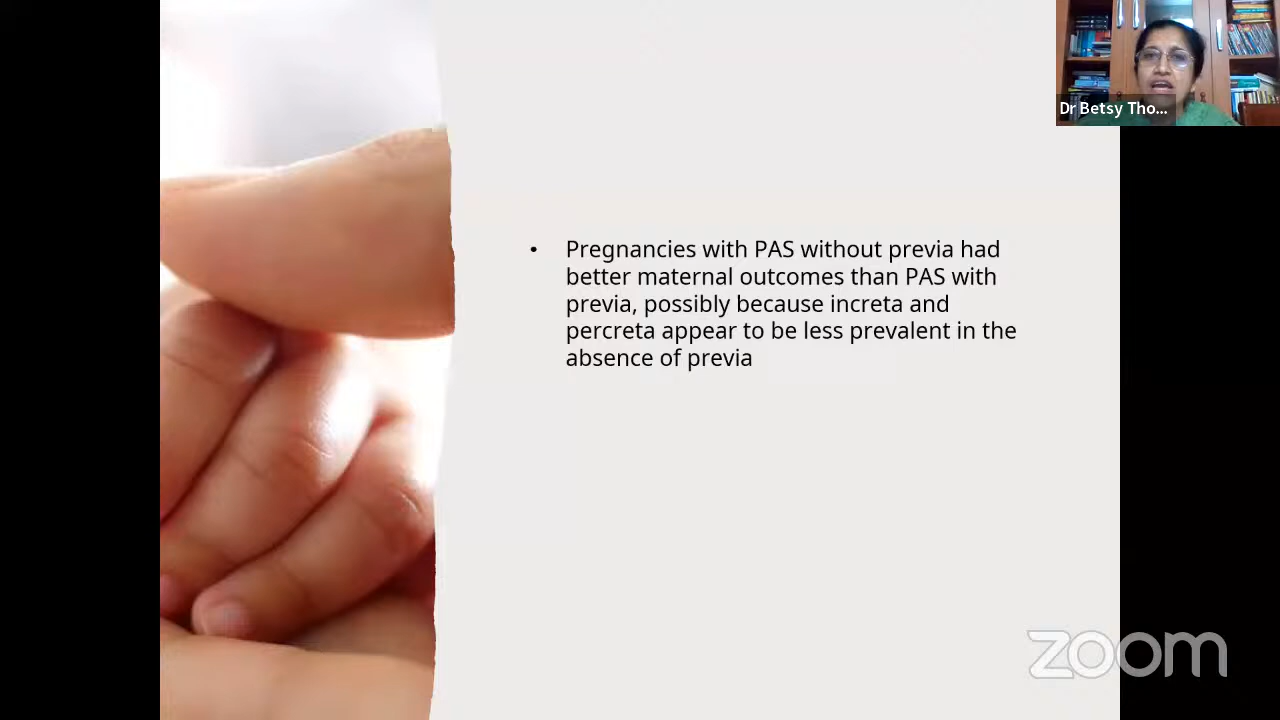 Dr Betsy Tho...
• Pregnancies with PAS without previa had
better maternal outcomes than PAS with
previa, possibly because increta and
percreta appear to be less prevalent in the
absence of previa
zoom